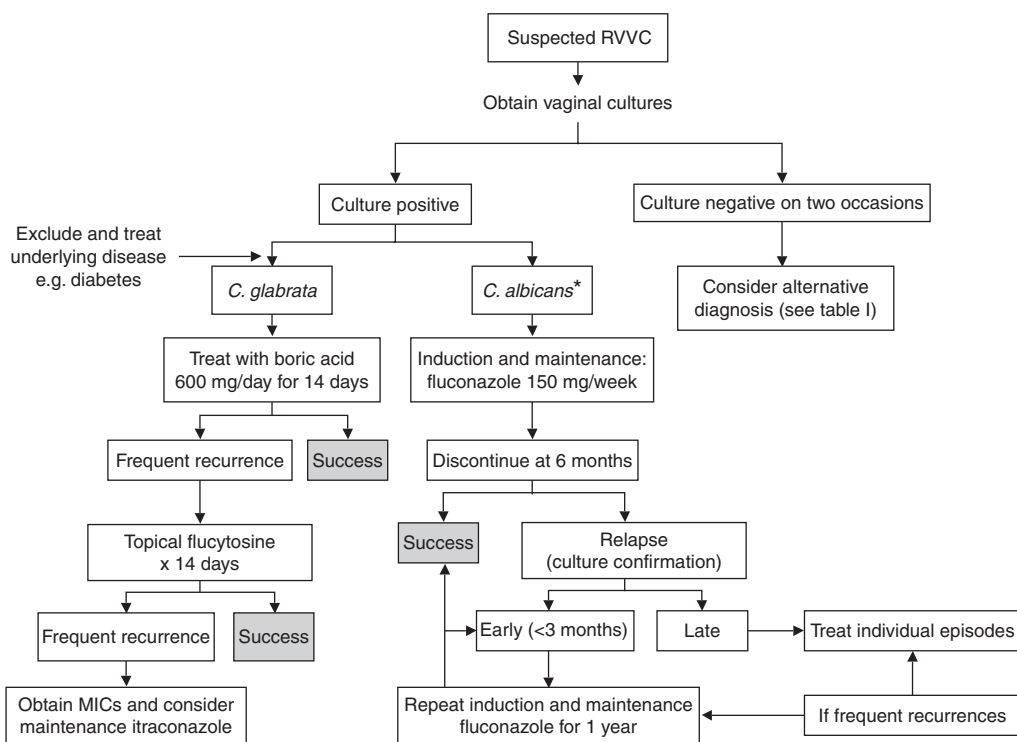 Suspected RVVC
Obtain vaginal cultures
Culture positive
Culture negative on two occasions
Exclude and treat
underlying disease
e.g. diabetes
C. glabrata
C. albicans*
Consider alternative
diagnosis (see table I)
Treat with boric acid
600 mg/day for 14 days
Induction and maintenance:
fluconazole 150 mg/week
Frequent recurrence
Success
Discontinue at 6 months
Topical flucytosine
x 14 days
Success
Relapse
(culture confirmation)
Frequent recurrence
Success
Early (<3 months)
Late
Treat individual episodes
Obtain MICs and consider
maintenance itraconazole
Repeat induction and maintenance
fluconazole for 1 year
If frequent recurrences